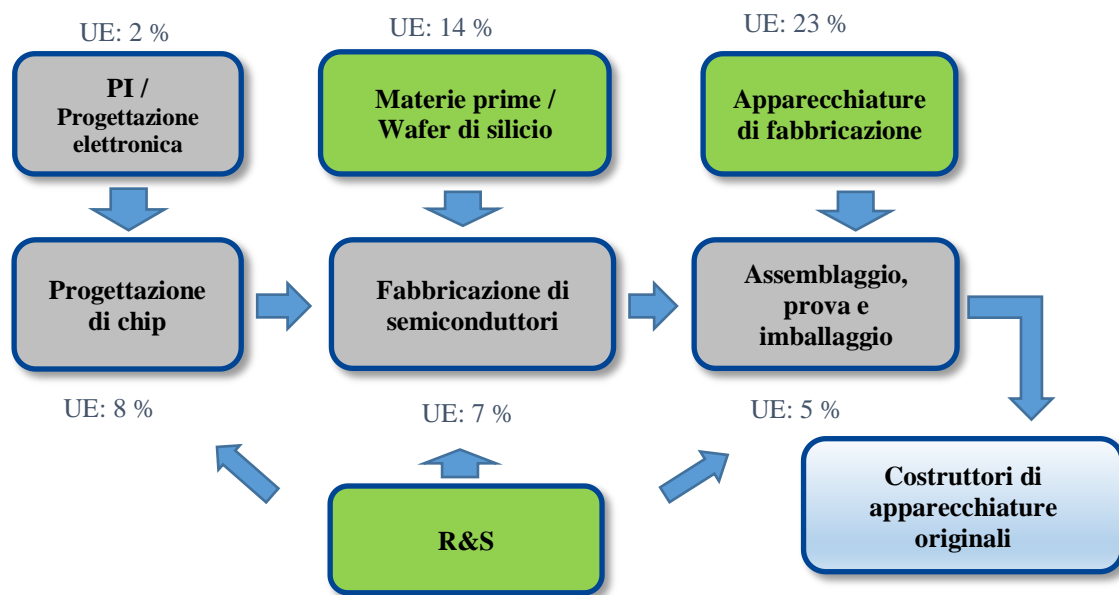 UE: 2 %
UE: 14 %
UE: 23 %
PI /
Progettazione
elettronica
Materie prime /
Wafer di silicio
Apparecchiature
di fabbricazione
Progettazione
di chip
Fabbricazione di
semiconduttori
Assemblaggio,
prova e
imballaggio
UE: 8 %
UE: 7 %
UE: 5 %
R&S
Costruttori di
apparecchiature
originali